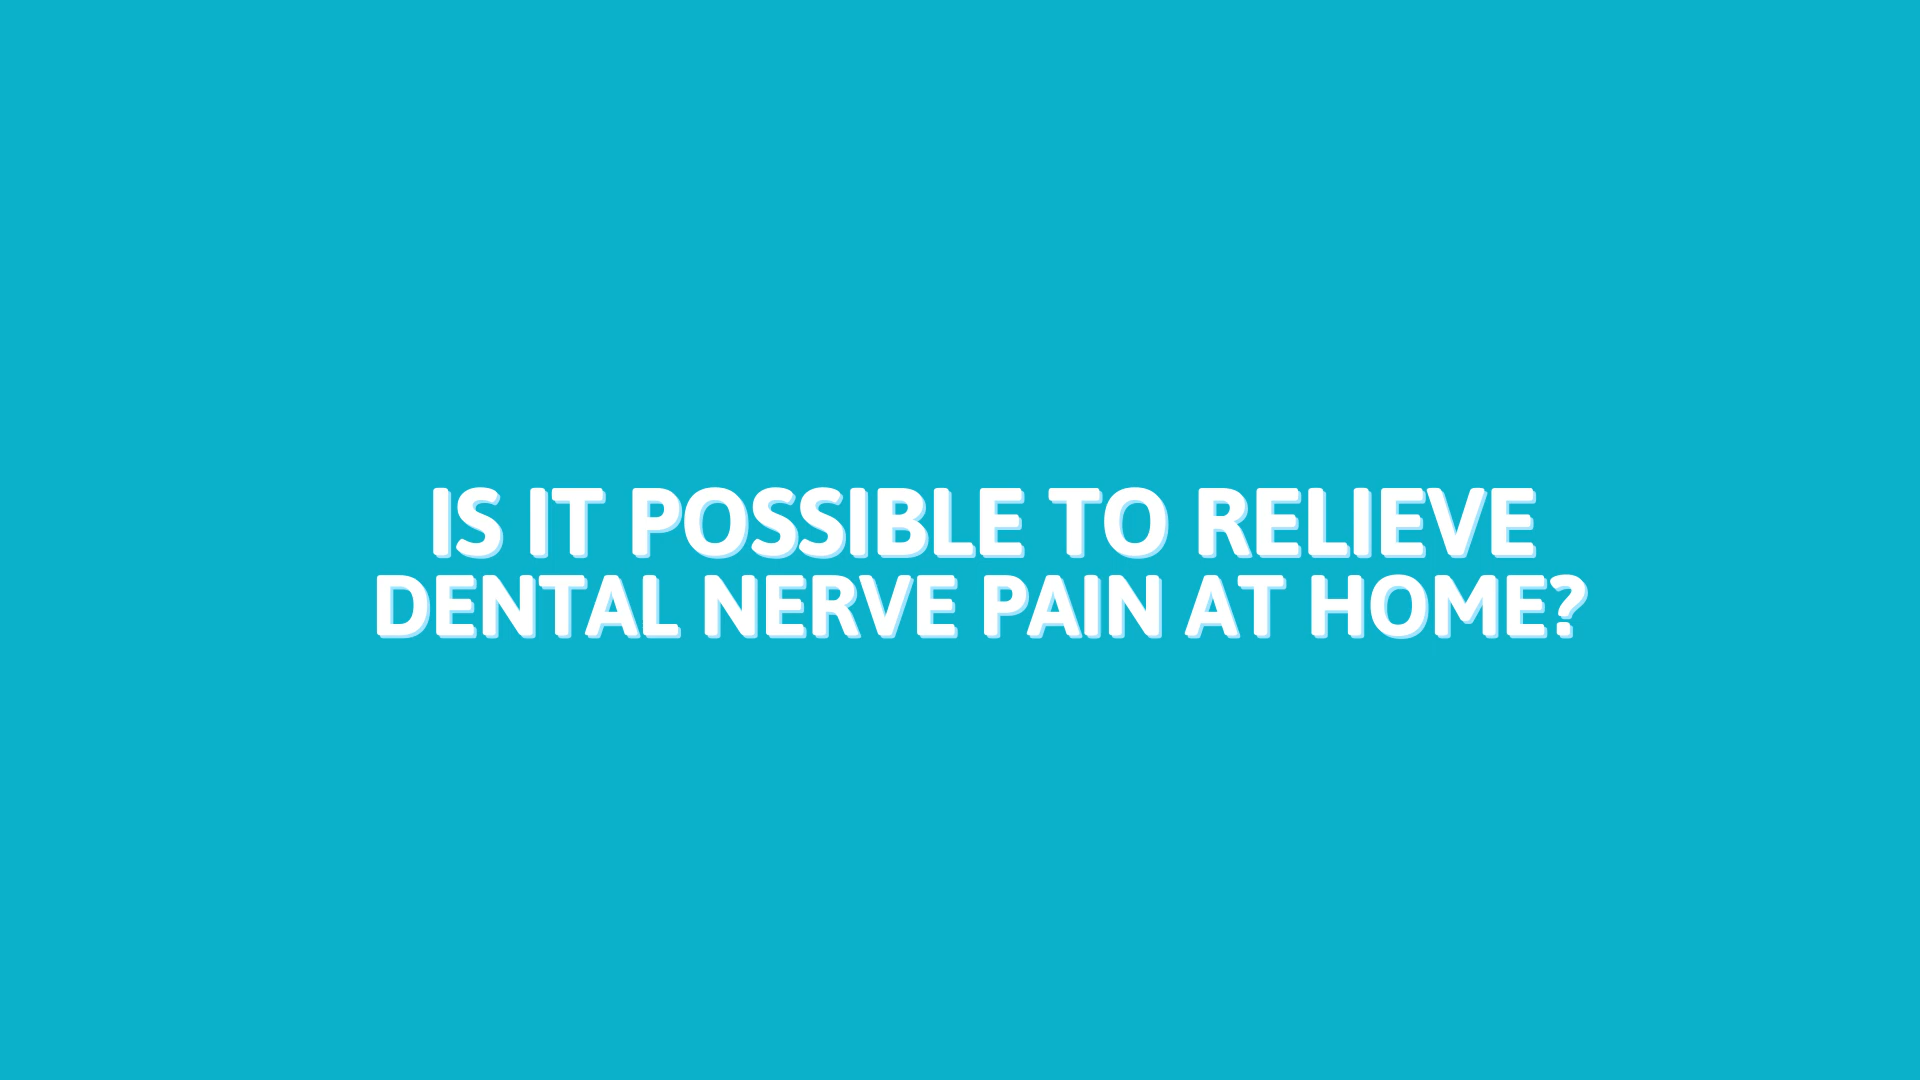 IS IT POSSIBLE TO RELIEVE
DENTAL NERVE PAIN AT HOME?